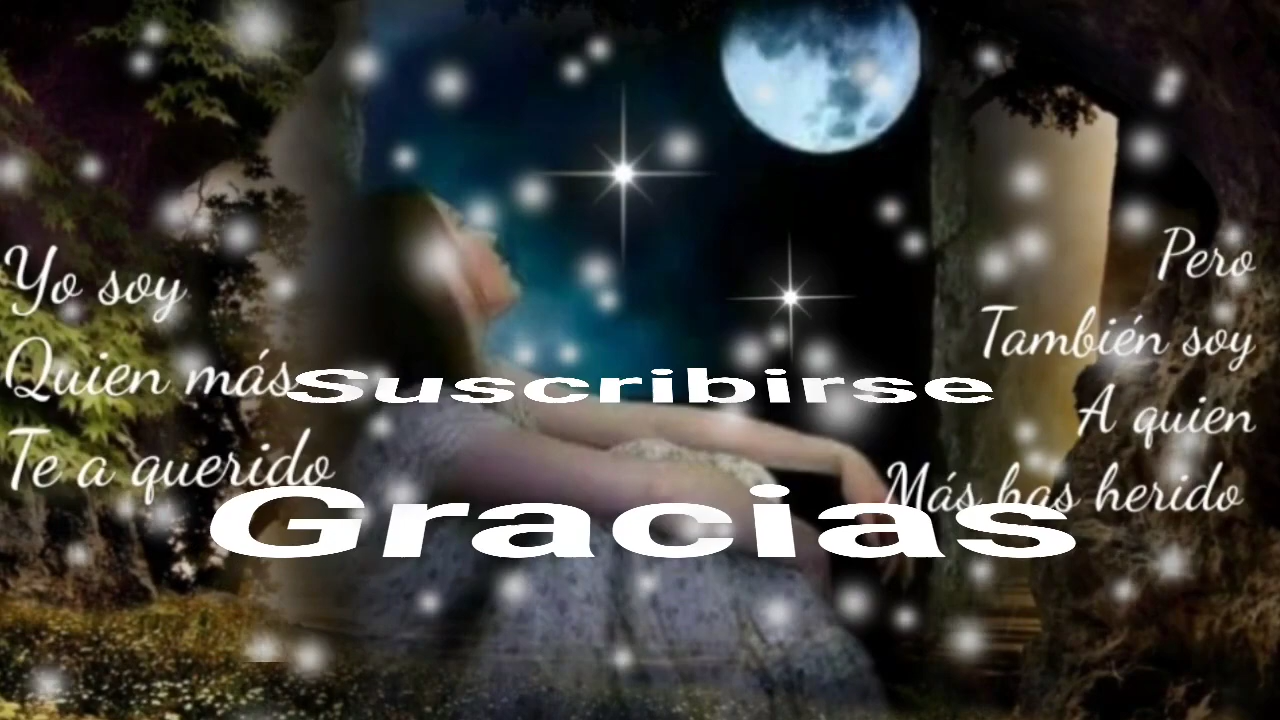 Yo soy
Quien más
Te a querido
Pero
También soy
A quien
Más has herido
Suscribirse
Gracias